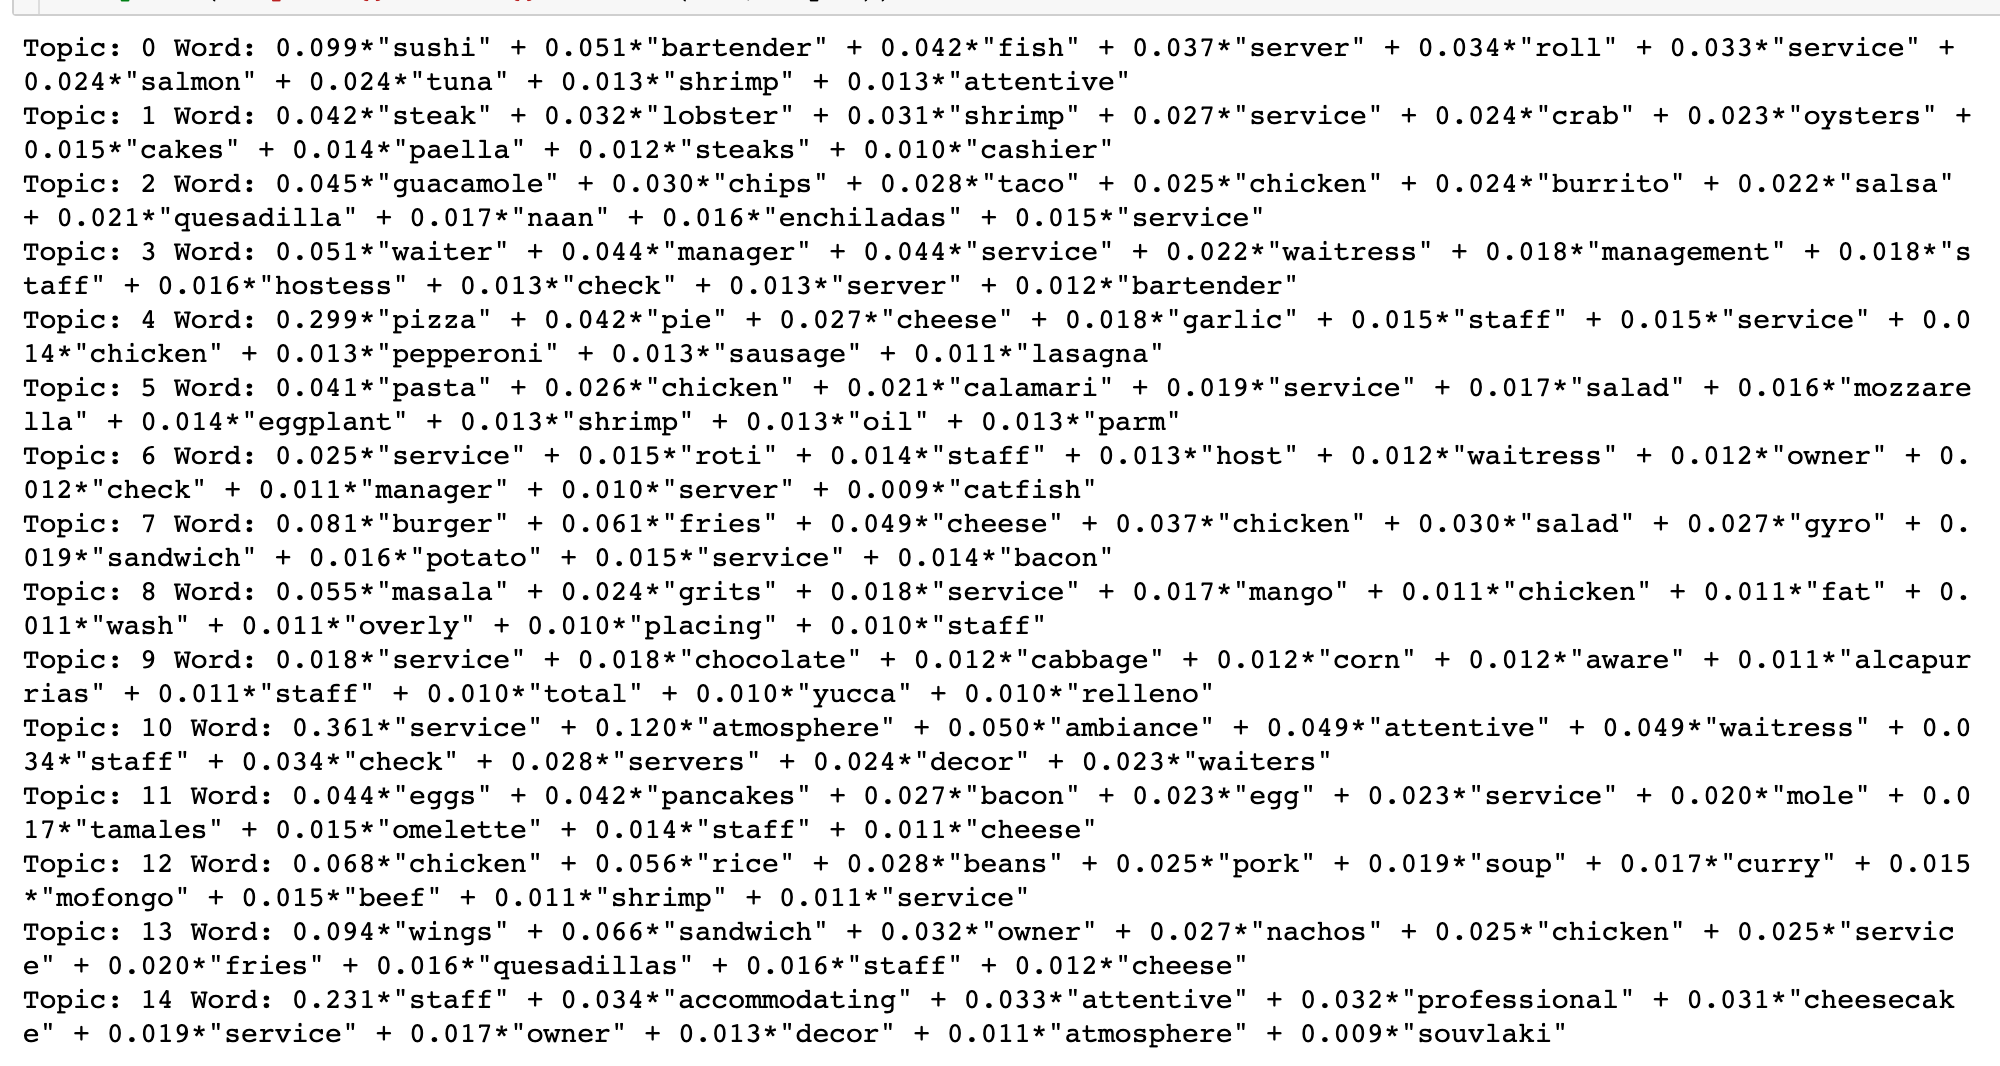 Topic: 0 Word: 0.099*"sushi" + 0.051*"bartender" + 0.042*"fish" + 0.037*"server" + 0.034*"roll" + 0.033*"service" +
0.024*"salmon" + 0.024*"tuna" + 0.013*"shrimp" + 0.013*"attentive"
Topic: 1 Word: 0.042*"steak" + 0.032*"lobster" + 0.031*"shrimp" + 0.027*"service" + 0.024*"crab" + 0.023*"oysters" +
0.015*"cakes" + 0.014*"paella" + 0.012*"steaks" + 0.010*"cashier"
Topic: 2 Word: 0.045*"guacamole" + 0.030*"chips" + 0.028*"taco" + 0.025*"chicken" + 0.024*"burrito" + 0.022*"salsa"
+ 0.021*"quesadilla" + 0.017*"naan" + 0.016*"enchiladas" + 0.015*"service"
Topic: 3 Word: 0.051*"waiter" + 0.044*"manager" + 0.044*"service" + 0.022*"waitress" + 0.018*"management" + 0.018*"s
taff" + 0.016*"hostess" + 0.013*"check" + 0.013*"server" + 0.012*"bartender"
Topic: 4 Word: 0.299*"pizza" + 0.042*"pie" + 0.027*"cheese" + 0.018*"garlic" + 0.015*"staff" + 0.015*"service" + 0.0
14*"chicken" + 0.013*"pepperoni" + 0.013*"sausage" + 0.011*"lasagna"
Topic: 5 Word: 0.041*"pasta" + 0.026*"chicken" + 0.021*"calamari" + 0.019*"service" + 0.017*"salad" + 0.016*"mozzare
lla" + 0.014*"eggplant" + 0.013*"shrimp" + 0.013*"oil" + 0.013*"parm"
Topic: 6 Word: 0.025*"service" + 0.015*"roti" + 0.014*"staff" + 0.013*"host" + 0.012*"waitress" + 0.012*"owner" + 0.
012*"check" + 0.011*"manager" + 0.010*"server" + 0.009*"catfish"
Topic: 7 Word: 0.081*"burger" + 0.061*"fries" + 0.049*"cheese" + 0.037*"chicken" + 0.030*"salad" + 0.027*"gyro" + 0.
019*"sandwich" + 0.016*"potato" + 0.015*"service" + 0.014*"bacon"
Topic: 8 Word: 0.055*"masala" + 0.024*"grits" + 0.018*"service" + 0.017*"mango" + 0.011*"chicken" + 0.011*"fat" + 0.
011*"wash" + 0.011*"overly" + 0.010*"placing" + 0.010*"staff"
Topic: 9 Word: 0.018*"service" + 0.018*"chocolate" + 0.012*"cabbage" + 0.012*"corn" + 0.012*"aware" + 0.011*"alcapur
rias" + 0.011*"staff" + 0.010*"total" + 0.010*"yucca" + 0.010*"relleno"
Topic: 10 Word: 0.361*"service" + 0.120*"atmosphere" + 0.050*"ambiance" + 0.049*"attentive" + 0.049*"waitress" + 0.0
34*"staff" + 0.034*"check" + 0.028*"servers" + 0.024*"decor" + 0.023*"waiters"
Topic: 11 Word: 0.044*"eggs" + 0.042*"pancakes" + 0.027*"bacon" + 0.023*"egg" + 0.023*"service" + 0.020*"mole" + 0.0
17*"tamales" + 0.015*"omelette" + 0.014*"staff" + 0.011*"cheese"
Topic: 12 Word: 0.068*"chicken" + 0.056*"rice" + 0.028*"beans" + 0.025*"pork" + 0.019*"soup" + 0.017*"curry" + 0.015
*"mofongo" + 0.015*"beef" + 0.011*"shrimp" + 0.011*"service"
Topic: 13 Word: 0.094*"wings" + 0.066*"sandwich" + 0.032*"owner" + 0.027*"nachos" + 0.025*"chicken" + 0.025*"servic
e" + 0.020*"fries" + 0.016*"quesadillas" + 0.016*"staff" + 0.012*"cheese"
Topic: 14 Word: 0.231*"staff" + 0.034*"accommodating" + 0.033*"attentive" + 0.032*"professional" + 0.031*"cheesecak
e" + 0.019*"service" + 0.017*"owner" + 0.013*"decor" + 0.011*"atmosphere" + 0.009*"souvlaki"